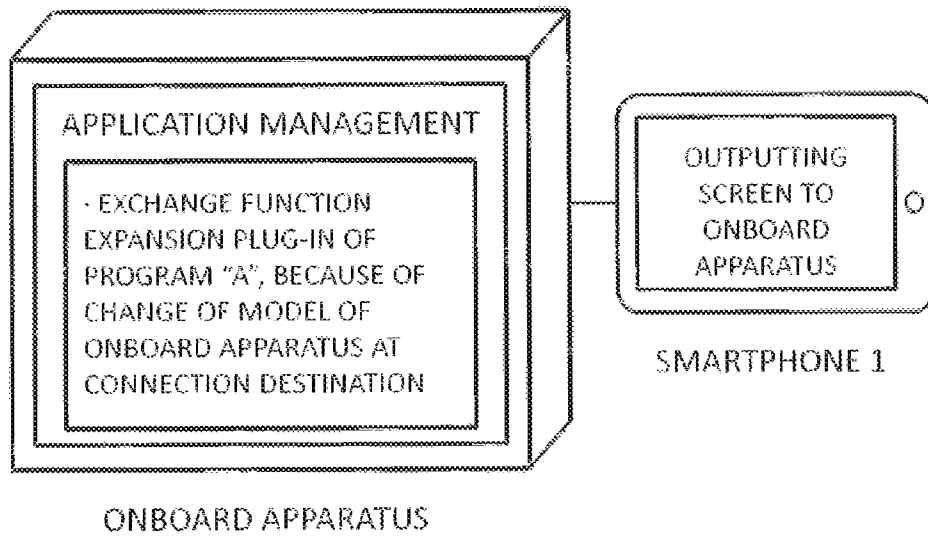 APPLICATION MANAGEMENT
· EXCHANGE FUNCTION
EXPANSION PLUG-IN OF
PROGRAM "A", BECAUSE OF
CHANGE OF MODEL OF
ONBOARD APPARATUS AT
CONNECTION DESTINATION
OUTPUTTING
SCREEN TO
ONBOARD
APPARATUS
SMARTPHONE 1
ONBOARD APPARATUS